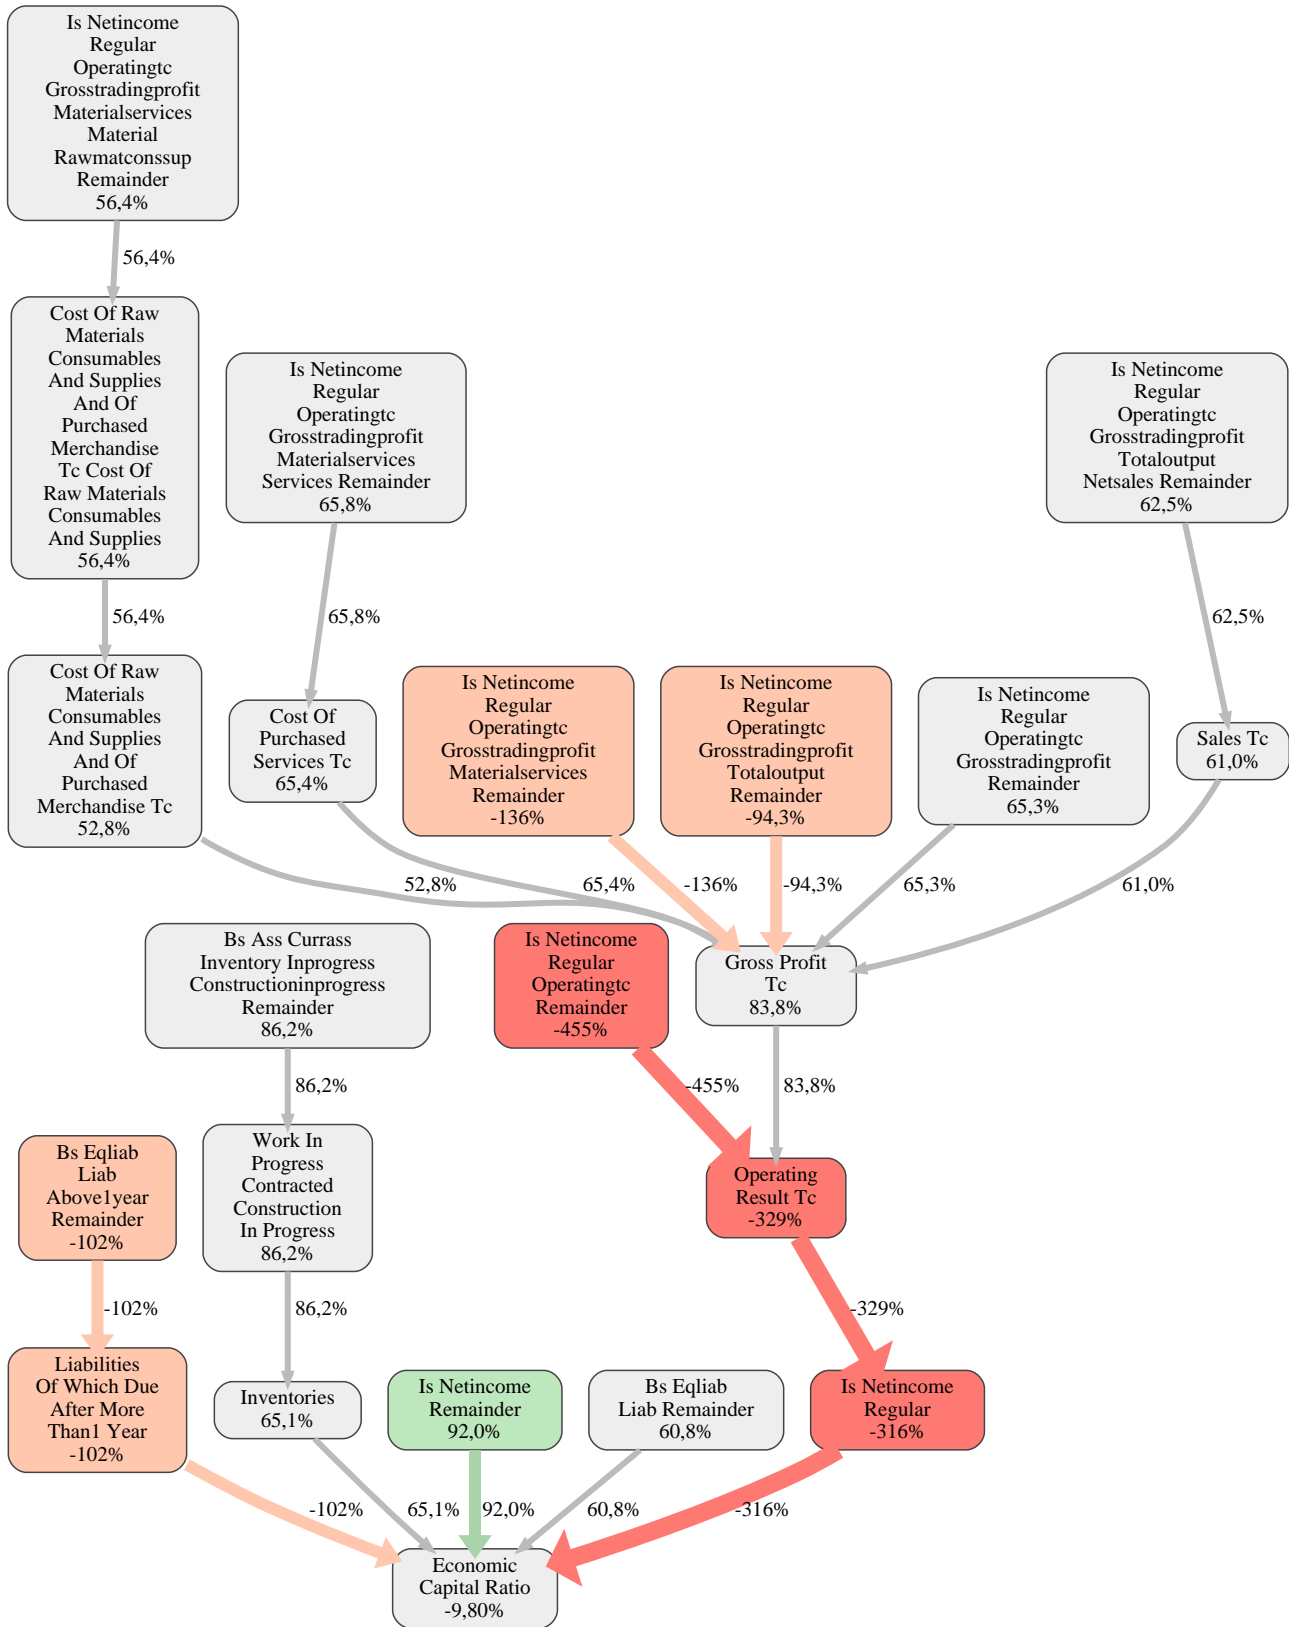 Is Netincome
Regular
Operatingtc
Grosstradingprofit
Materialservices
Material
Rawmatconssup
Remainder
56,4%
56,4%
Cost Of Raw
Materials
Consumables
And Supplies
And Of
Purchased
Merchandise
Tc Cost Of
Raw Materials
Consumables
And Supplies
56,4%
Is Netincome
Regular
Operatingtc
Grosstradingprofit
Materialservices
Services Remainder
65,8%
Is Netincome
Regular
Operatingtc
Grosstradingprofit
Totaloutput
Netsales Remainder
62,5%
56,4%
65,8%
62,5%
Cost Of Raw
Materials
Consumables
And Supplies
And Of
Purchased
Merchandise Tc
52,8%
Cost Of
Purchased
Services Tc
65,4%
Is Netincome
Regular
Operatingtc
Grosstradingprofit
Materialservices
Remainder
-136%
Is Netincome
Regular
Operatingtc
Grosstradingprofit
Totaloutput
Remainder
-94,3%
Is Netincome
Regular
Operatingtc
Grosstradingprofit
Remainder
65,3%
Sales Tc
61,0%
52,8%
65,4%
-136%
-94,3%
65,3%
61,0%
Bs Ass Currass
Inventory Inprogress
Constructioninprogress
Remainder
86,2%
Is Netincome
Regular
Operatingtc
Remainder
-455%
Gross Profit
Tc
83,8%
86,2%
-455%
83,8%
Bs Eqliab
Liab
Above1year
Remainder
-102%
Work In
Progress
Contracted
Construction
In Progress
86,2%
Operating
Result Tc
-329%
-102%
86,2%
-329%
Liabilities
Of Which Due
After More
Than1 Year
-102%
Inventories
65,1%
Is Netincome
Remainder
92,0%
Bs Eqliab
Liab Remainder
60,8%
Is Netincome
Regular
-316%
-102%
65,1%
92,0%
60,8%
-316%
Economic
Capital Ratio
-9,80%